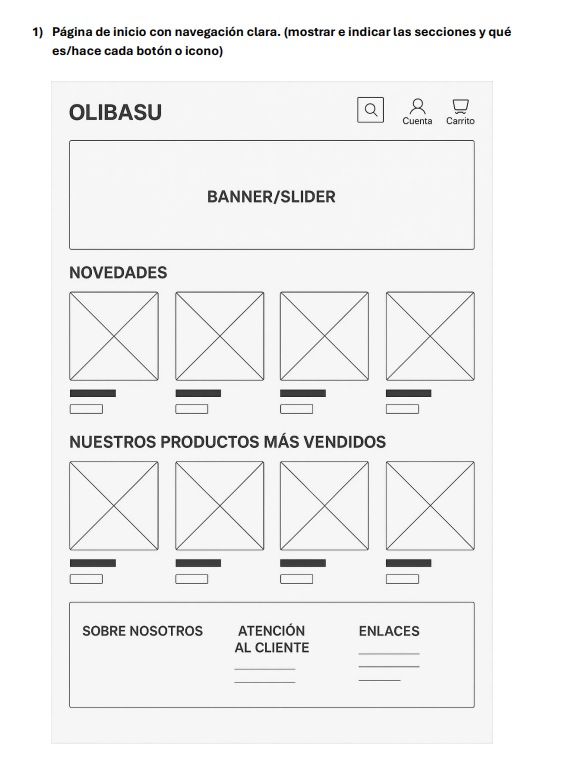 1) Página de inicio con navegación clara. (mostrar e indicar las secciones y qué
es/hace cada botón o icono)
OLIBASU
Cuenta
Carrito
BANNER/SLIDER
NOVEDADES
NUESTROS PRODUCTOS MÁS VENDIDOS
SOBRE NOSOTROS
ATENCIÓN
AL CLIENTE
ENLACES